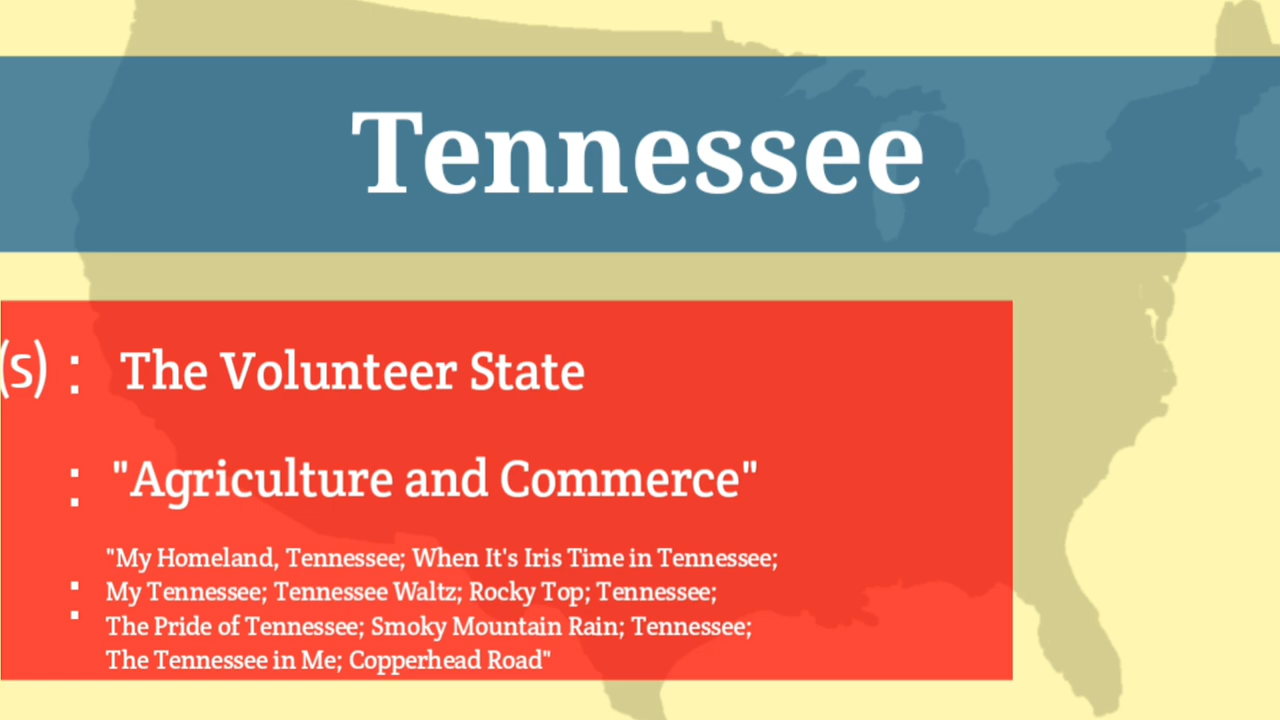 Tennessee
(s) : The Volunteer State
: "Agriculture and Commerce"
"My Homeland, Tennessee; When It's Iris Time in Tennessee;
: My Tennessee; Tennessee Waltz; Rocky Top; Tennessee;
The Pride of Tennessee; Smoky Mountain Rain; Tennessee;
The Tennessee in Me; Copperhead Road"